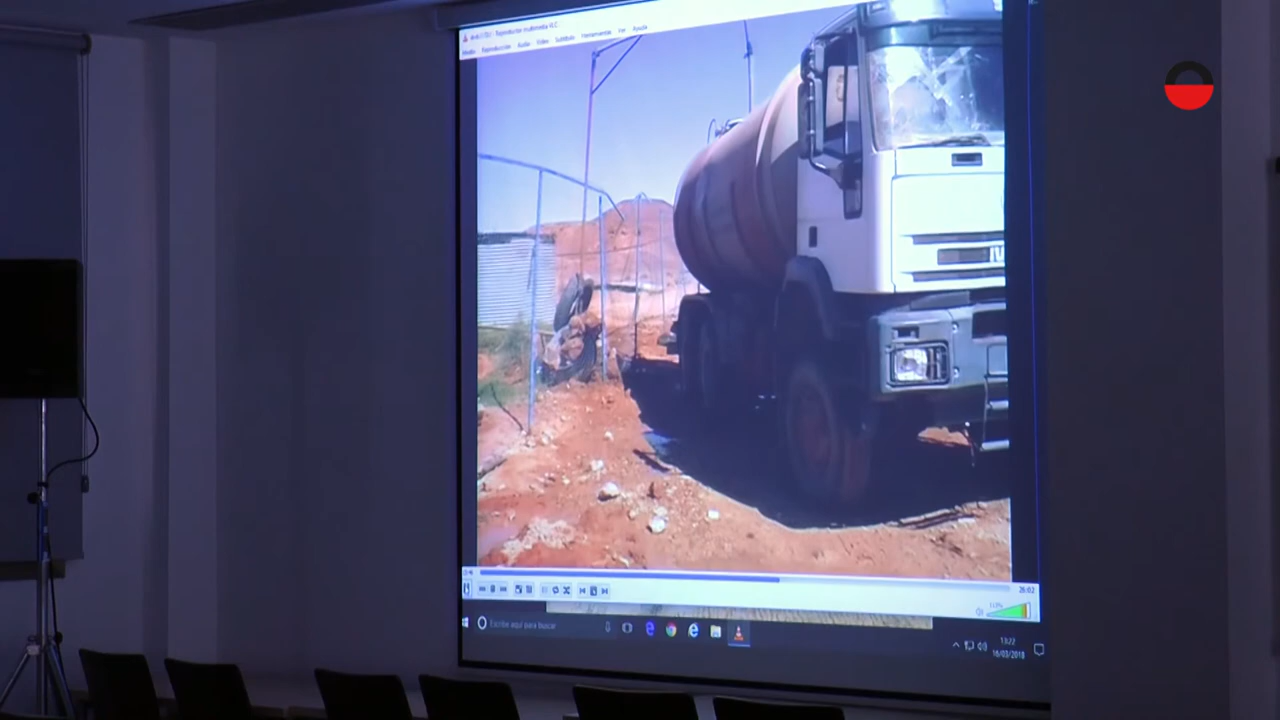 Reproductor multimedia VLC
Medio Reproducción Audio Vídeo Subtítulo Herramientas Ver Ayuda
26:02
Escribe aquí para buscar
13:22
16/03/2018